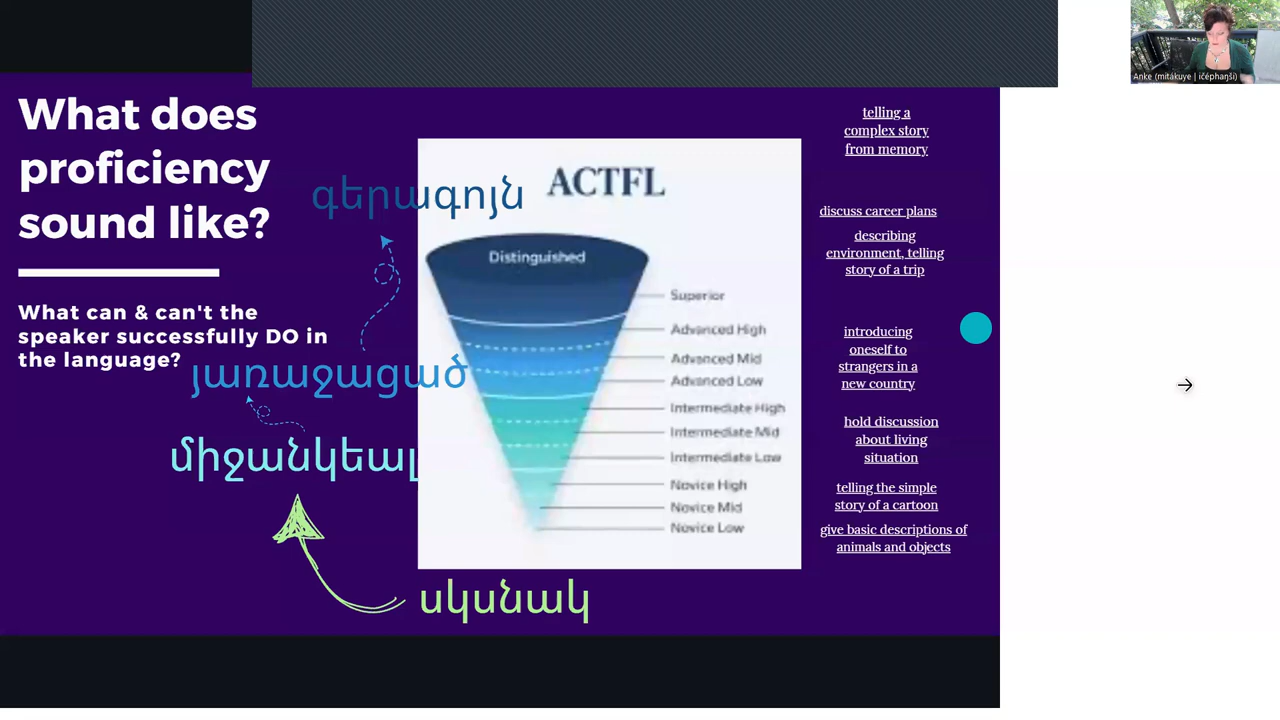 What does
proficiency
sound like?
What can & can't the
speaker successfully DO in
the language?
գերագոյն
յառաջացած
միջանկեալ
սկսնակ
ACTFL
Distinguished
Superior
Advanced High
Advanced Mid
Advanced Low
Intermediate High
Intermediate Mid
Intermediate Low
Novice High
Novice Mid
Novice Low
telling a
complex story
from memory
discuss career plans
describing
environment, telling
story of a trip
introducing
oneself to
strangers in a
new country
hold discussion
about living
situation
telling the simple
story of a cartoon
give basic descriptions of
animals and objects
Anke (mitákuye | ičéphaŋši)